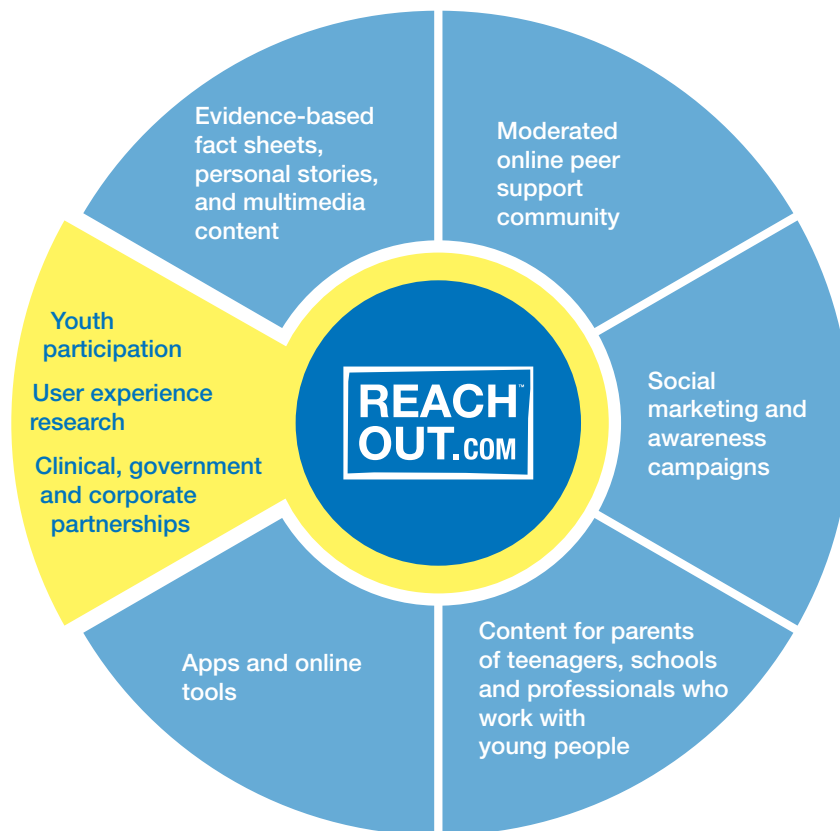 Evidence-based
fact sheets,
personal stories,
and multimedia
content
Moderated
online peer
support
community
Youth
participation
User experience
research
Clinical, government
and corporate
partnerships
REACH™
OUT.COM
Social
marketing and
awareness
campaigns
Apps and online
tools
Content for parents
of teenagers, schools
and professionals who
work with
young people